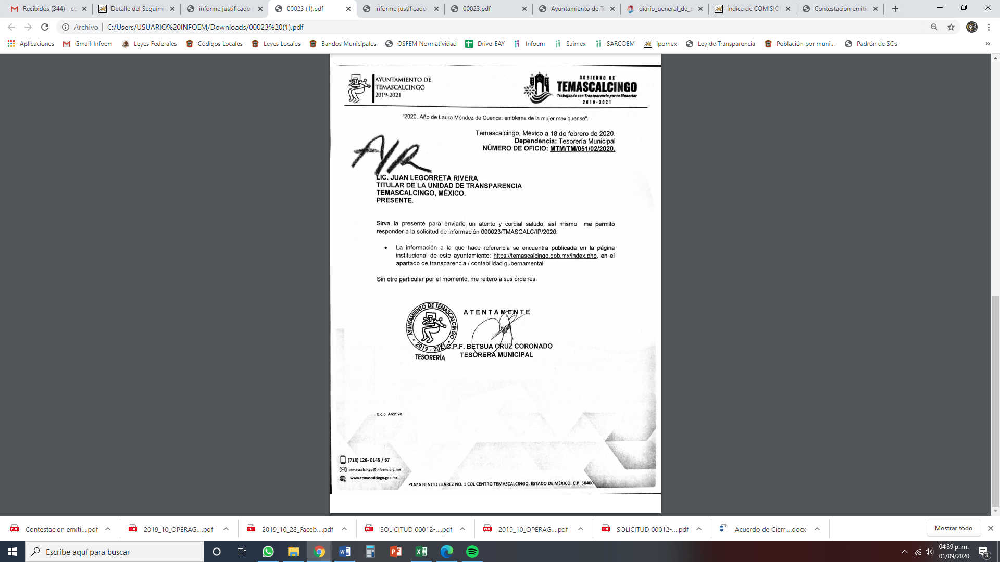 Recibidos (344) - ce
Detalle del Seguimi
informe justificado
00023 (1).pdf
informe justificado
00023.pdf
Ayuntamiento de Te
diario_general_de_p
Índice de COMISIO
Contestacion emitic
Archivo
C:/Users/USUARIO%20INFOEM/Downloads/00023%20(1).pdf
Aplicaciones
Gmail-Infoem
Leyes Federales
Códigos Locales
Leyes Locales
Bandos Municipales
OSFEM Normatividad
Drive-EAY
Infoem
Saimex
SARCOEM
Ipomex
Ley de Transparencia
Población por muni...
Padrón de SOs
AYUNTAMIENTO DE
TEMASCALCINGO
2019-2021
GOBIERNO DE
TEMASCALCINGO
Trabajando con Transparencia por tu Bienestar
2019-2021
"2020. Año de Laura Méndez de Cuenca; emblema de la mujer mexiquense".
Temascalcingo, México a 18 de febrero de 2020.
Dependencia: Tesorería Municipal
NÚMERO DE OFICIO: MTM/TM/051/02/2020.
LIC. JUAN LEGORRETA RIVERA
TITULAR DE LA UNIDAD DE TRANSPARENCIA
TEMASCALCINGO, MÉXICO.
PRESENTE.
Sirva la presente para enviarle un atento y cordial saludo, así mismo me permito
responder a la solicitud de información 000023/TMASCALC/IP/2020:
• La información a la que hace referencia se encuentra publicada en la página
institucional de este ayuntamiento: https://temascalcingo.gob.mx/index.php, en el
apartado de transparencia / contabilidad gubernamental.
Sin otro particular por el momento, me reitero a sus órdenes.
AYUNTAMIENTO DE TEMASCALCINGO
2019 - 2021
TESORERÍA
ATENTAMENTE
C.P.F. BETSUA CRUZ CORONADO
TESORERA MUNICIPAL
C.c.p. Archivo
(718) 126- 0145 / 67
temascalcingo@infoem.org.mx
www.temascalcingo.gob.mx
PLAZA BENITO JUÁREZ NO. 1 COL CENTRO TEMASCALCINGO, ESTADO DE MÉXICO. C.P. 50400
Contestacion emiti....pdf
2019_10_OPERAG....pdf
2019_10_28_Faceb....pdf
SOLICITUD 00012-....pdf
2019_10_OPERAG....pdf
SOLICITUD 00012-....pdf
Acuerdo de Cierr....docx
Mostrar todo
Escribe aquí para buscar
04:39 p. m.
01/09/2020
3